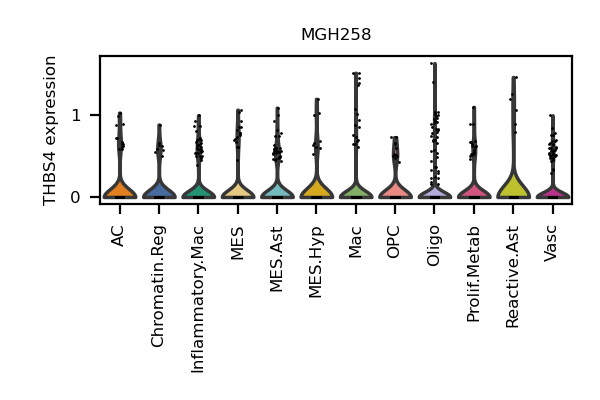 MGH258
THBS4 expression
1
0
AC
Chromatin.Reg
Inflammatory.Mac
MES
MES.Ast
MES.Hyp
Mac
OPC
Oligo
Prolif.Metab
Reactive.Ast
Vasc